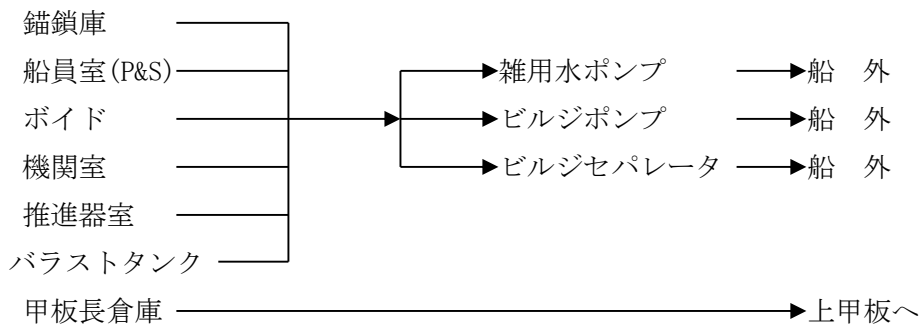 錨鎖庫
船員室(P&S) 雑用水ポンプ 船　外
ボイド ビルジポンプ 船　外
機関室 ビルジセパレータ 船　外
推進器室
バラストタンク
甲板長倉庫 上甲板へ